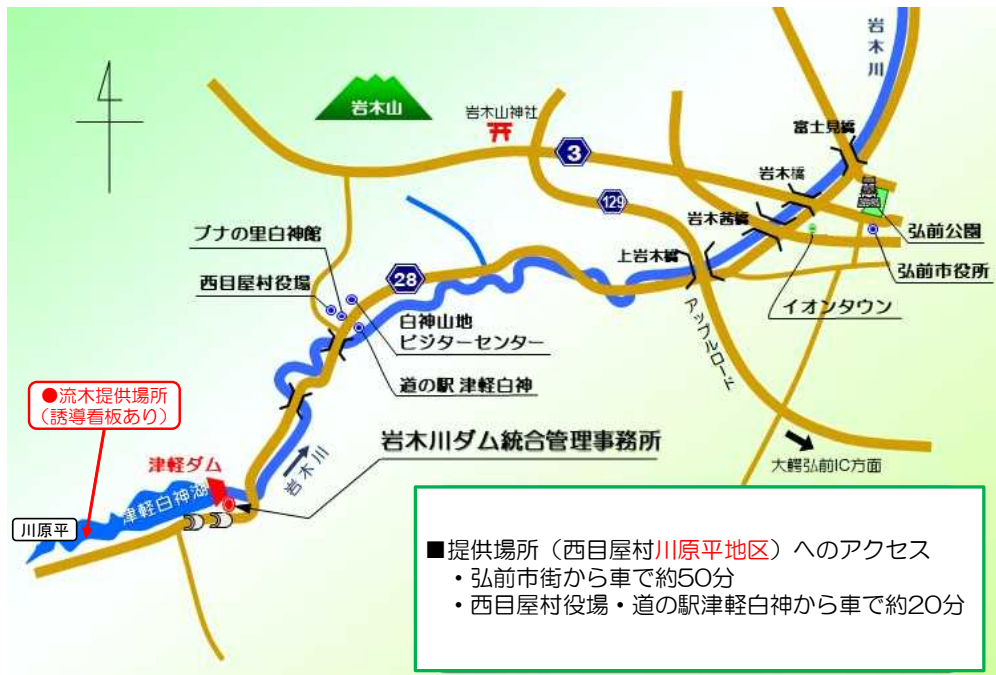 岩木川
岩木山
岩木山神社
富士見橋
3
岩木橋
129
岩木茜橋
弘前公園
ブナの里白神館
上岩木橋
弘前市役所
西目屋村役場
28
イオンタウン
白神山地
ビジターセンター
アップルロード
道の駅 津軽白神
●流木提供場所
（誘導看板あり）
岩木川ダム統合管理事務所
大鰐弘前IC方面
津軽ダム
岩木川
津軽白神湖
川原平
■提供場所（西目屋村川原平地区）へのアクセス
・弘前市街から車で約50分
・西目屋村役場・道の駅津軽白神から車で約20分